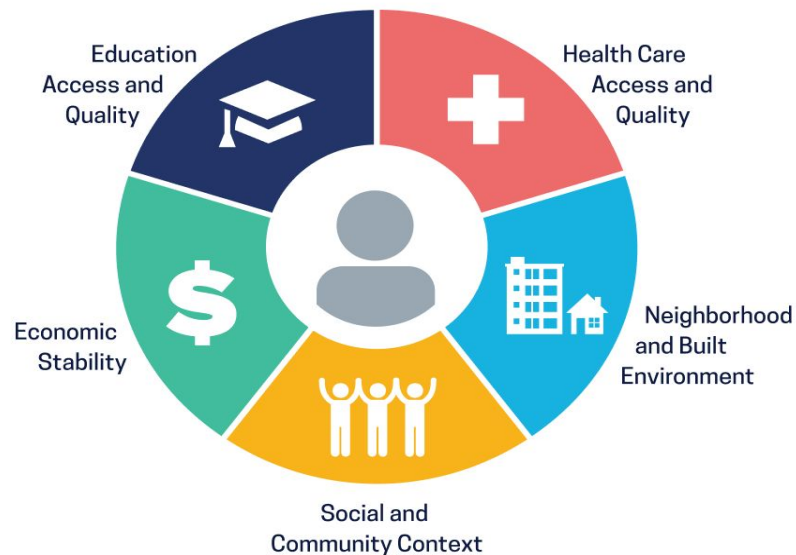 Education
Access and
Quality
Health Care
Access and
Quality
$
Economic
Stability
Neighborhood
and Built
Environment
Social and
Community Context